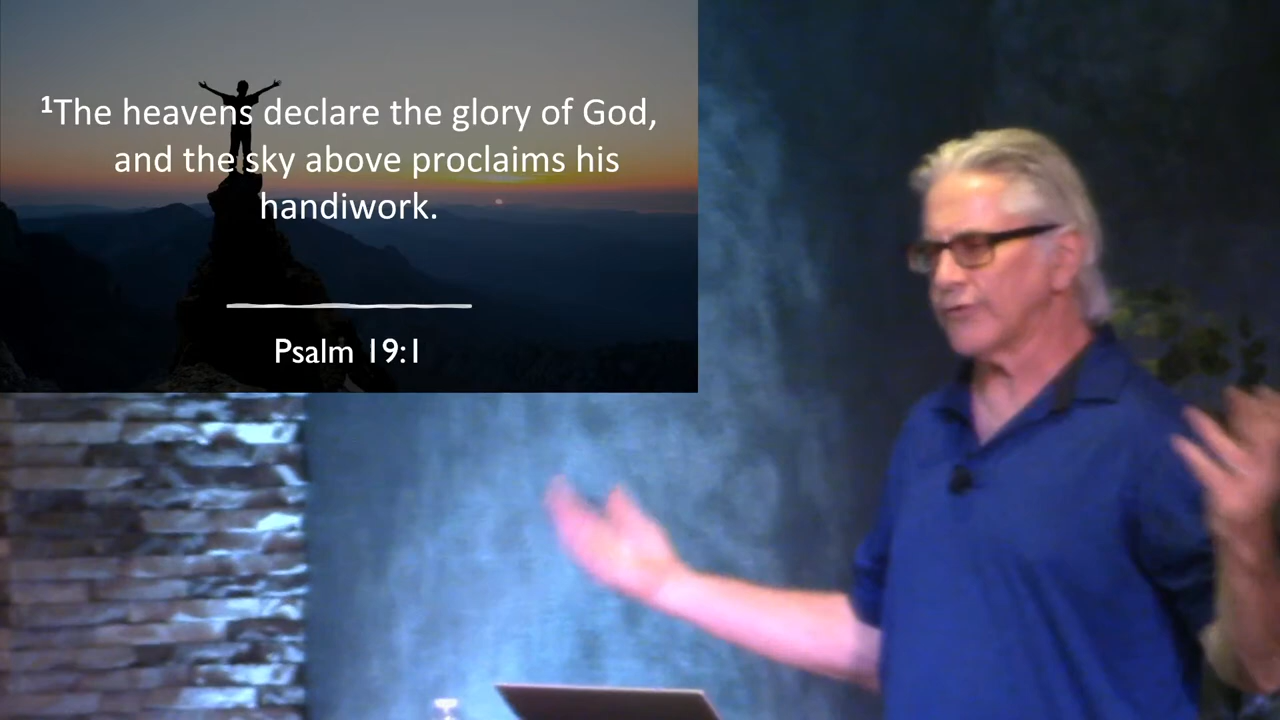 ¹The heavens declare the glory of God,
and the sky above proclaims his
handiwork.
Psalm 19:1